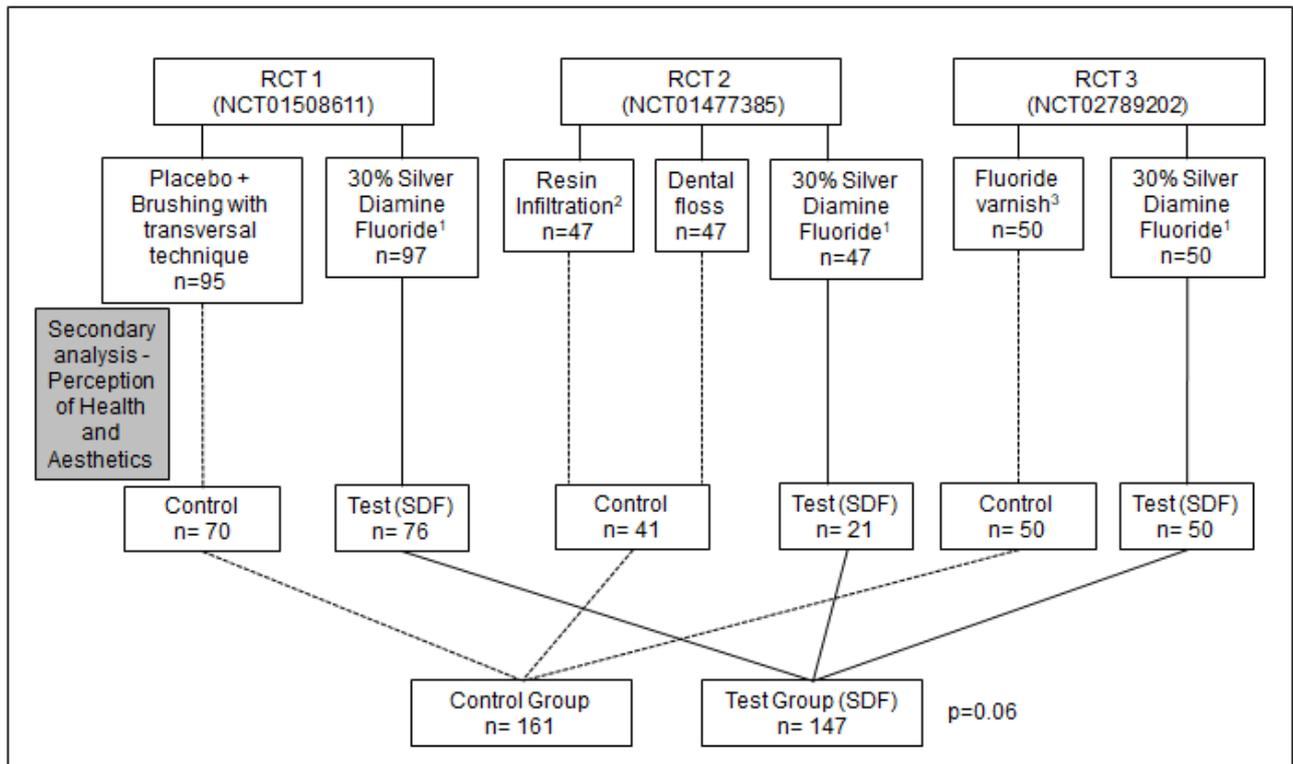 RCT 1
(NCT01508611)
RCT 2
(NCT01477385)
RCT 3
(NCT02789202)
Placebo +
Brushing with
transversal
technique
n=95
30% Silver
Diamine
Fluoride¹
n=97
Resin
Infiltration²
n=47
Dental
floss
n=47
30% Silver
Diamine
Fluoride¹
n=47
Fluoride
varnish³
n=50
30% Silver
Diamine
Fluoride¹
n=50
Secondary
analysis -
Perception
of Health
and
Aesthetics
Control
n= 70
Test (SDF)
n= 76
Control
n= 41
Test (SDF)
n= 21
Control
n= 50
Test (SDF)
n= 50
Control Group
n= 161
Test Group (SDF)
n= 147
p=0.06